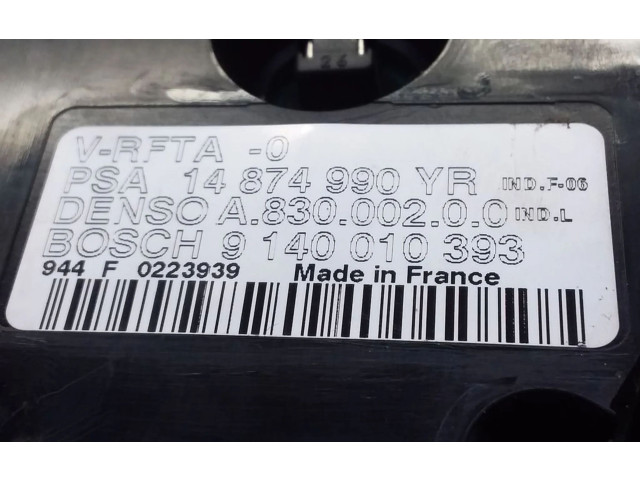 24
V-RFTA -0
PSA 14 874 990 YR IND.F-06
DENSO A.830.002.0.0 IND.L
BOSCH 9 140 010 393
944 F 0223939 Made in France